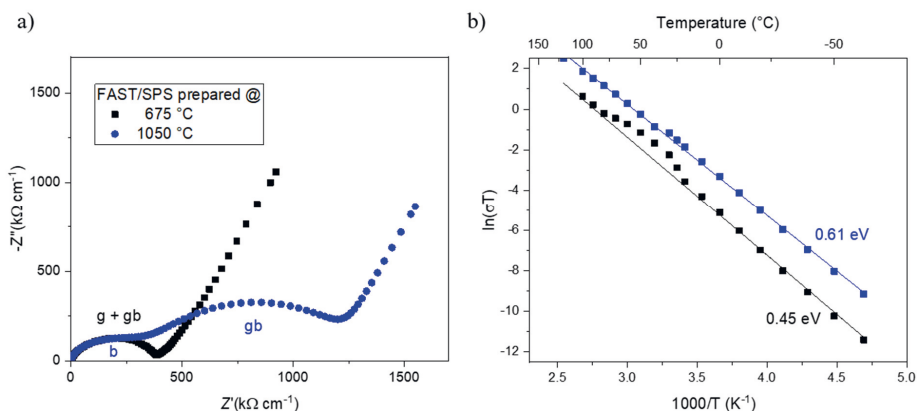 a)
-Z"(kΩ cm⁻¹)
1500
1000
500
0
FAST/SPS prepared @
675 °C
1050 °C
g + gb
b
gb
0
500
1000
1500
Z'(kΩ cm⁻¹)
b)
Temperature (°C)
150
100
50
0
-50
ln(σT)
2
0
-2
-4
-6
-8
-10
-12
0.61 eV
0.45 eV
2.5
3.0
3.5
4.0
4.5
5.0
1000/T (K⁻¹)